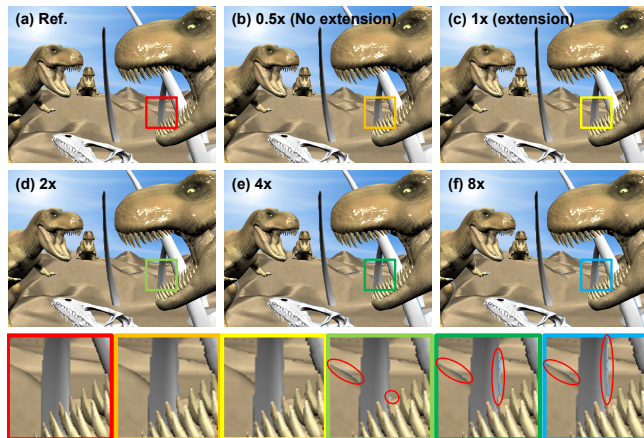 (a) Ref.
(b) 0.5x (No extension)
(c) 1x (extension)
(d) 2x
(e) 4x
(f) 8x